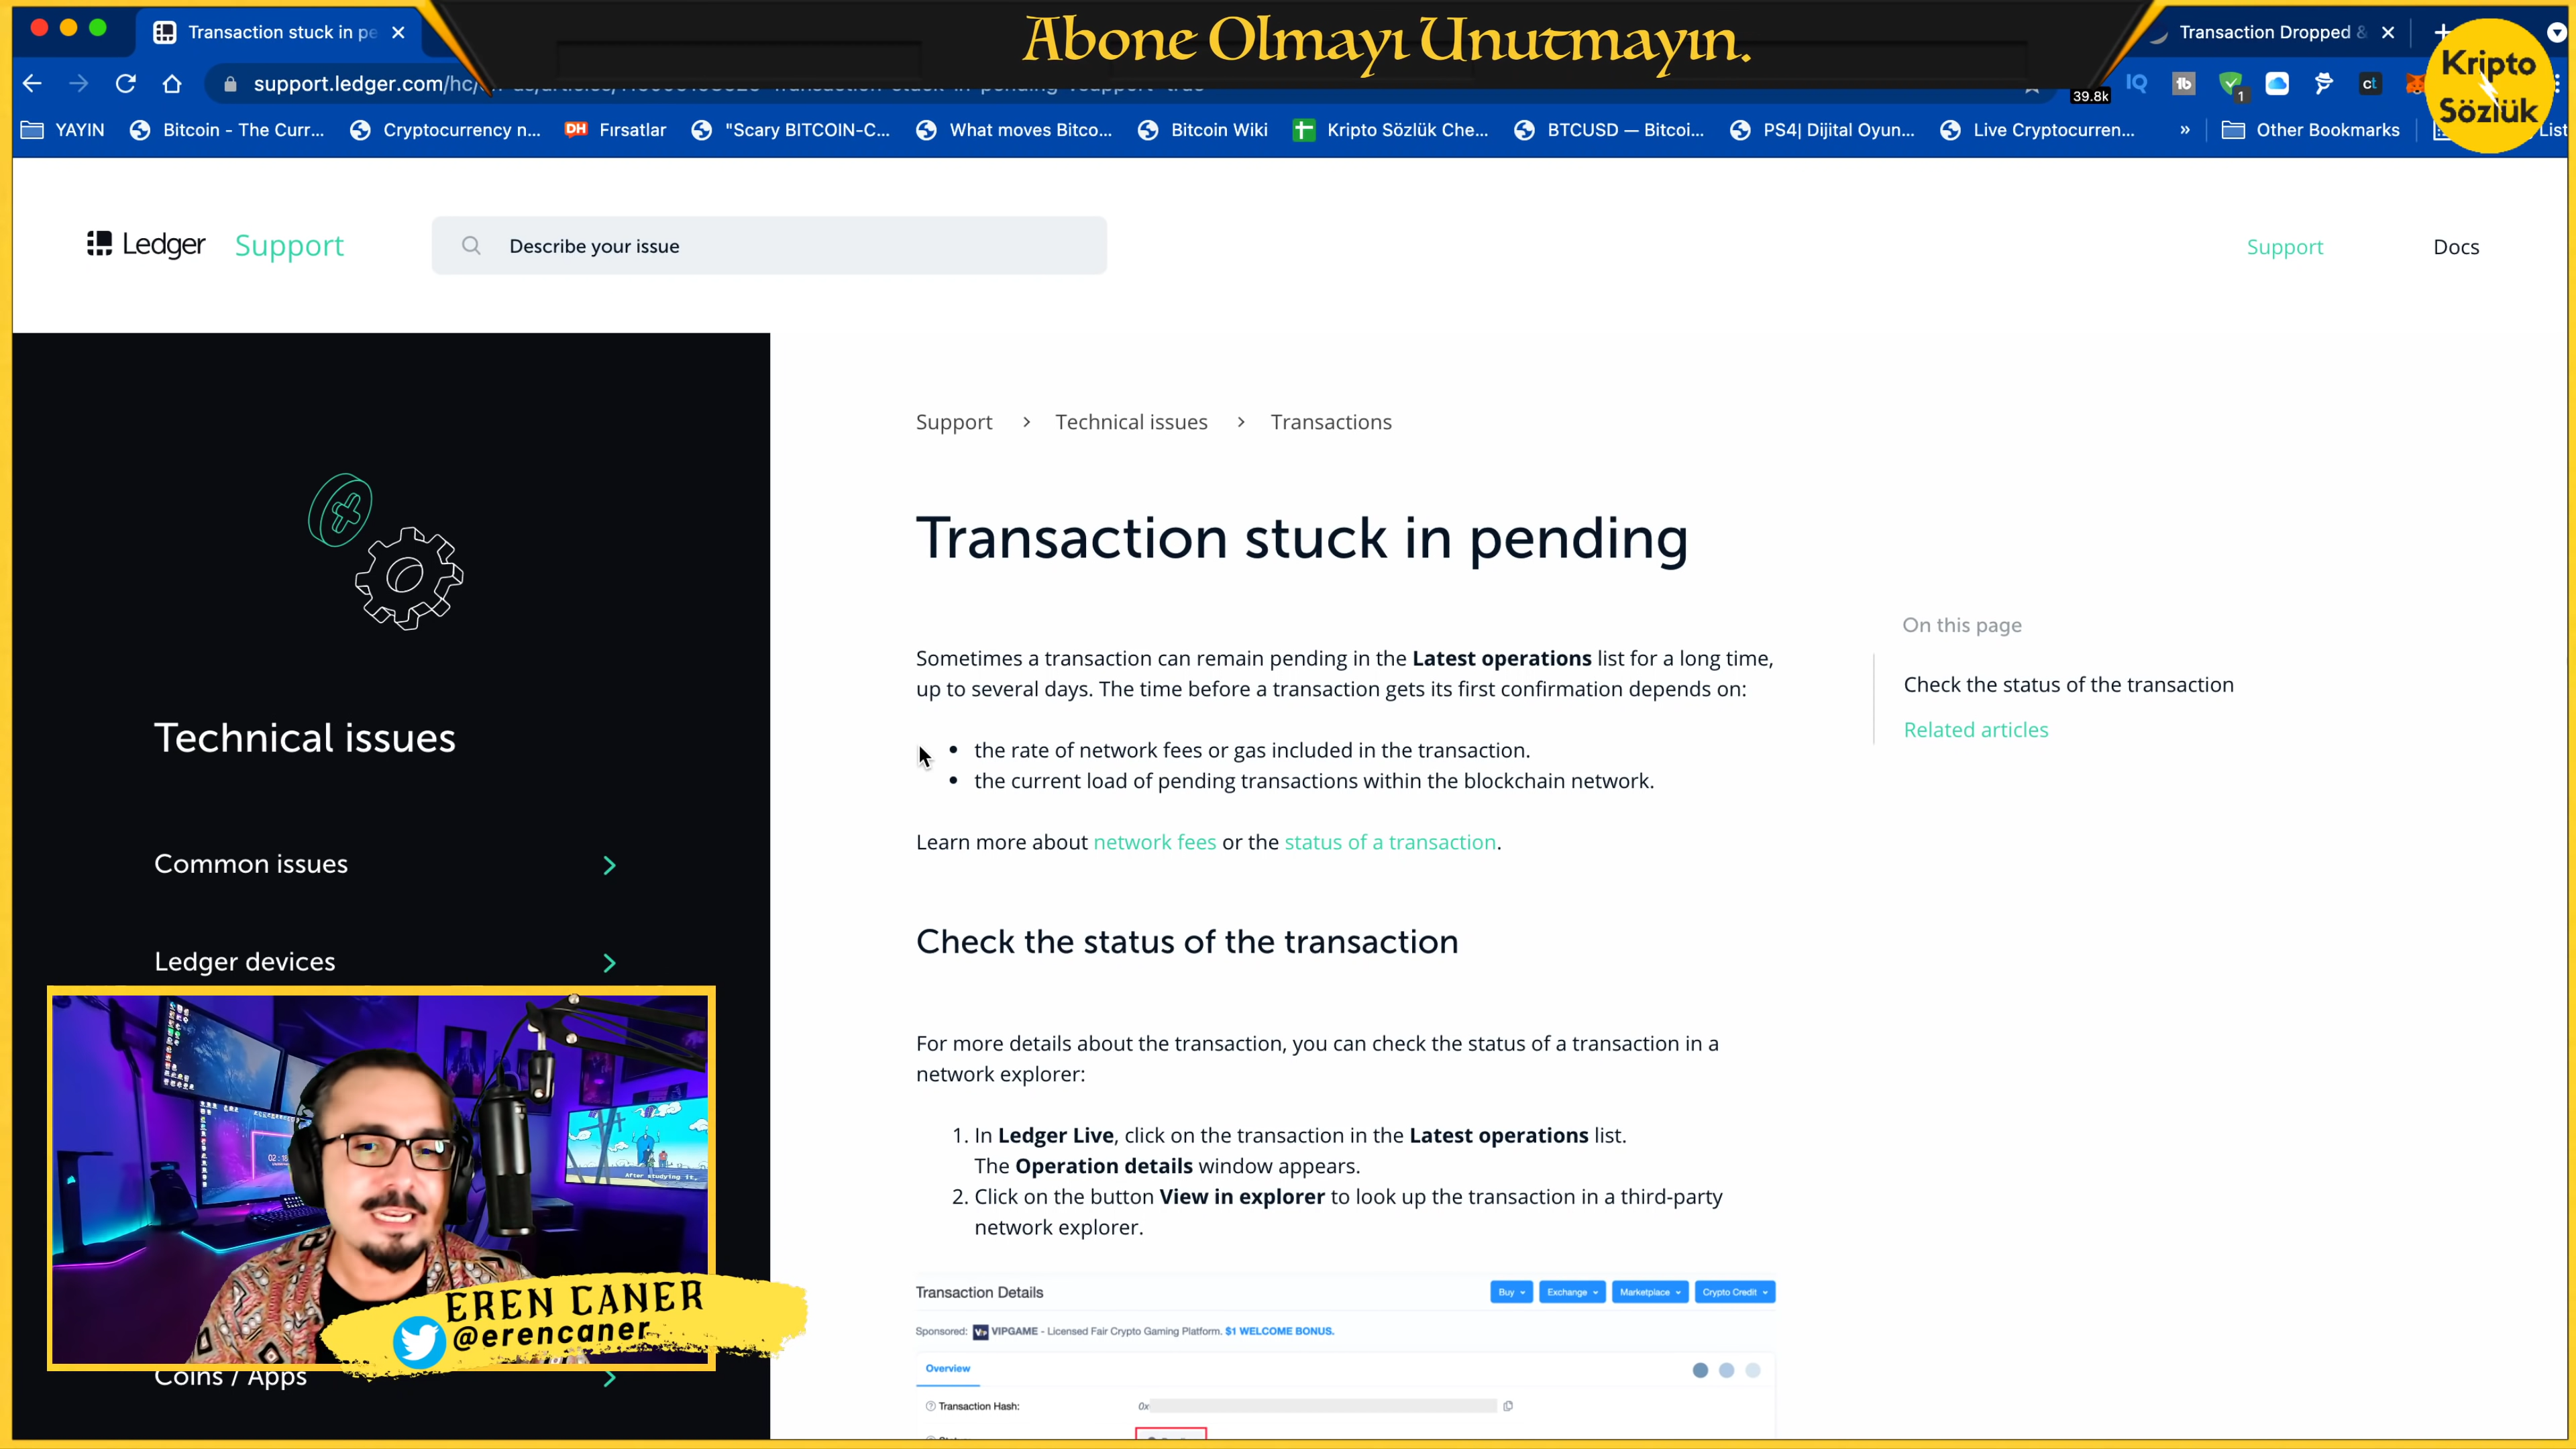 Transaction stuck in pe
Abone Olmayı Unutmayın.
Transaction Dropped &
Kripto
Sözlük
support.ledger.com/hc/
39.8k
1
YAYIN
Bitcoin - The Curr...
Cryptocurrency n...
DH Fırsatlar
"Scary BITCOIN-C...
What moves Bitco...
Bitcoin Wiki
Kripto Sözlük Che...
BTCUSD — Bitcoi...
PS4| Dijital Oyun...
Live Cryptocurren...
»
Other Bookmarks
List
Ledger Support
Describe your issue
Support
Docs
Support > Technical issues > Transactions
Transaction stuck in pending
Sometimes a transaction can remain pending in the Latest operations list for a long time,
up to several days. The time before a transaction gets its first confirmation depends on:
• the rate of network fees or gas included in the transaction.
• the current load of pending transactions within the blockchain network.
Learn more about network fees or the status of a transaction.
On this page
Check the status of the transaction
Related articles
Technical issues
Common issues
Ledger devices
Coins / Apps
Check the status of the transaction
For more details about the transaction, you can check the status of a transaction in a
network explorer:
1. In Ledger Live, click on the transaction in the Latest operations list.
The Operation details window appears.
2. Click on the button View in explorer to look up the transaction in a third-party
network explorer.
Transaction Details
Buy
Exchange
Marketplace
Crypto Credit
Sponsored: VIPGAME - Licensed Fair Crypto Gaming Platform. $1 WELCOME BONUS.
Overview
Transaction Hash:
0x
After studying it,
EREN CANER
@erencaner